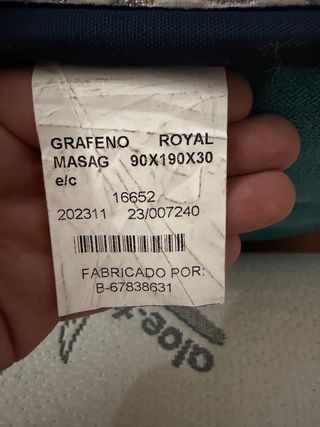 GRAFENO ROYAL
MASAG 90X190X30
e/c
16652
202311 23/007240
FABRICADO POR:
B-67838631